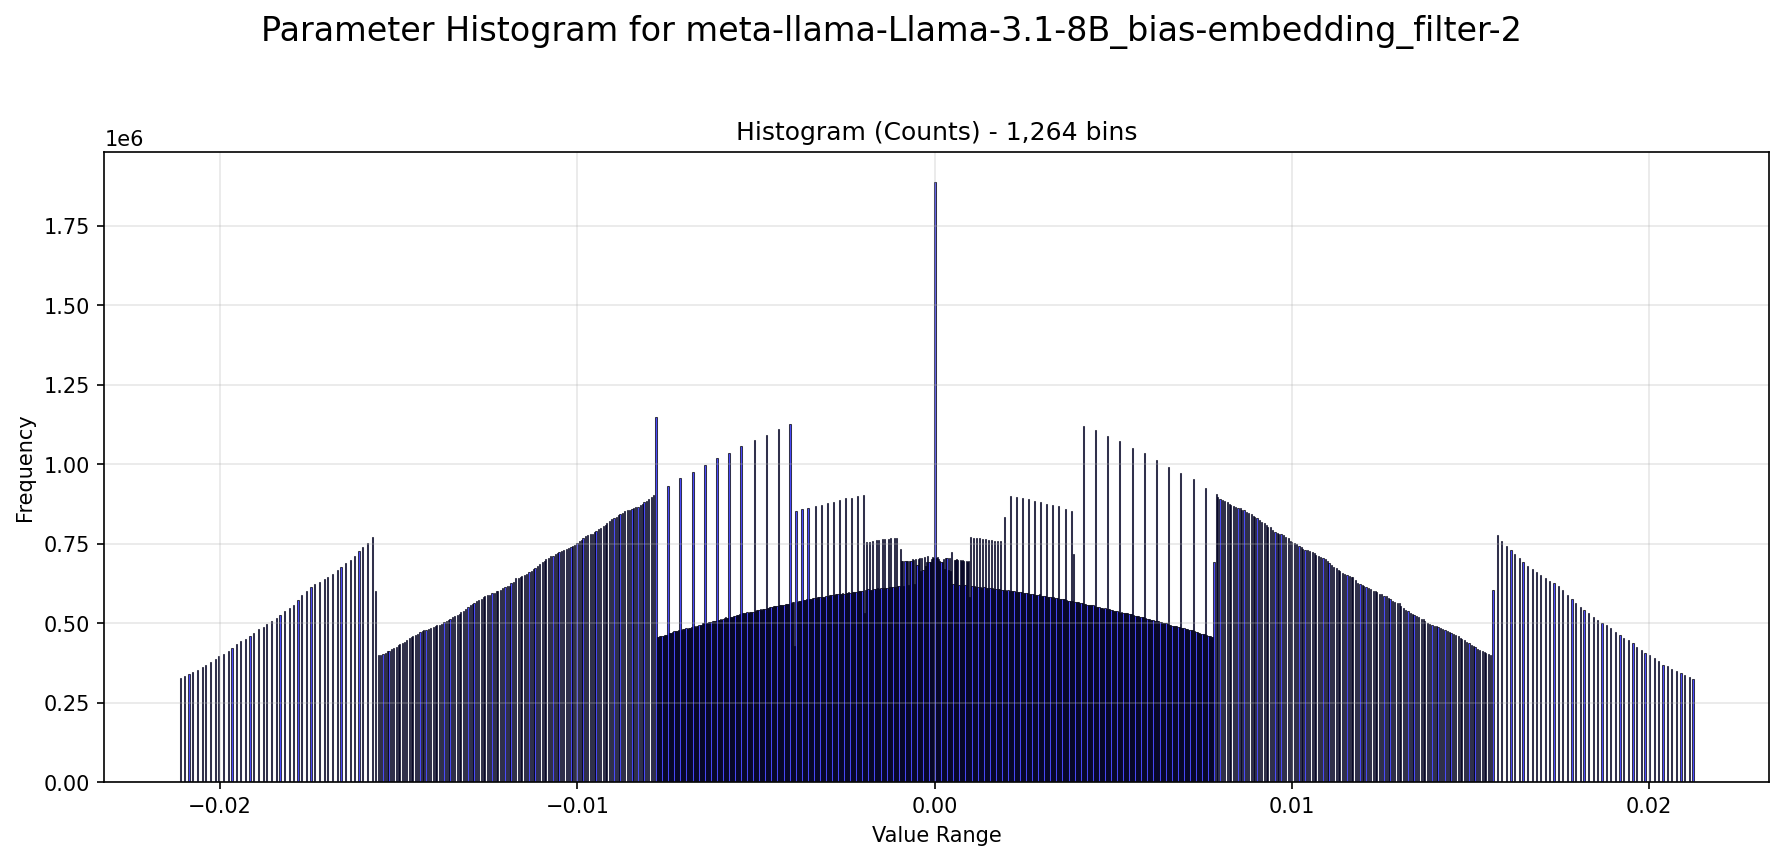 Parameter Histogram for meta-llama-Llama-3.1-8B_bias-embedding_filter-2
Histogram (Counts) - 1,264 bins
1e6
1.75
1.50
1.25
1.00
0.75
0.50
0.25
0.00
Frequency
−0.02
−0.01
0.00
0.01
0.02
Value Range